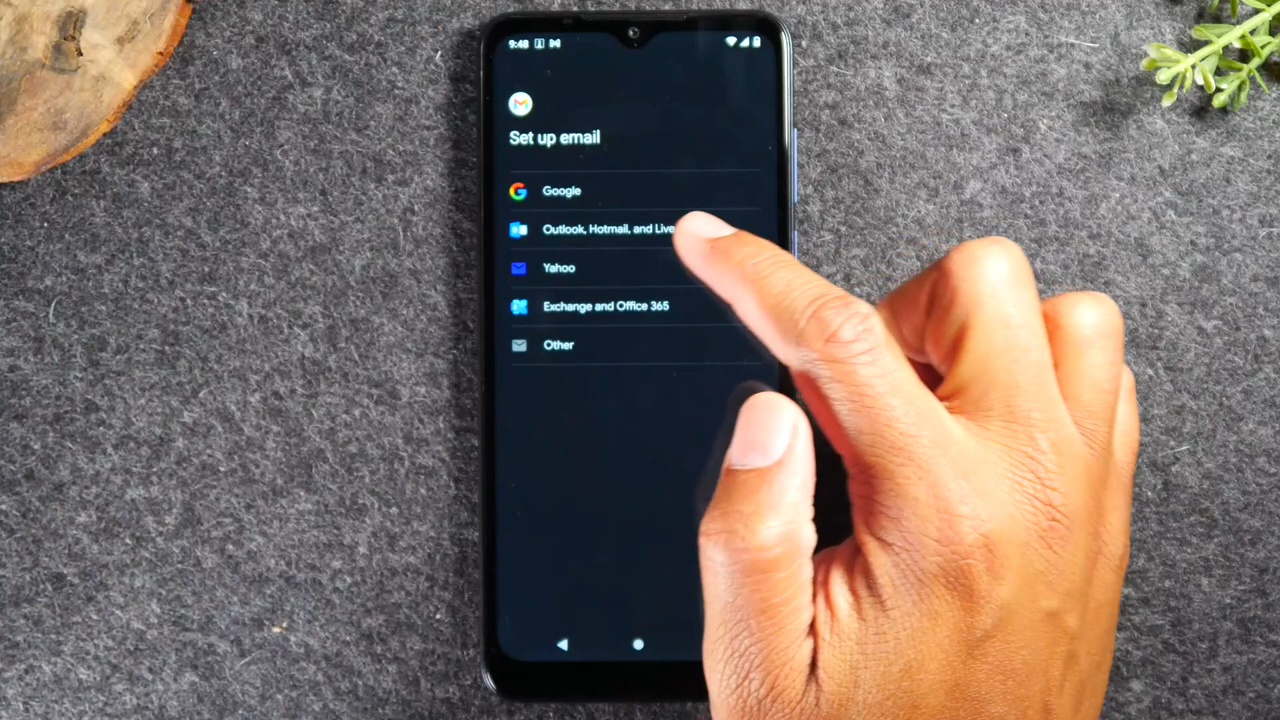 9:48
Set up email
Google
Outlook, Hotmail, and Live
Yahoo
Exchange and Office 365
Other